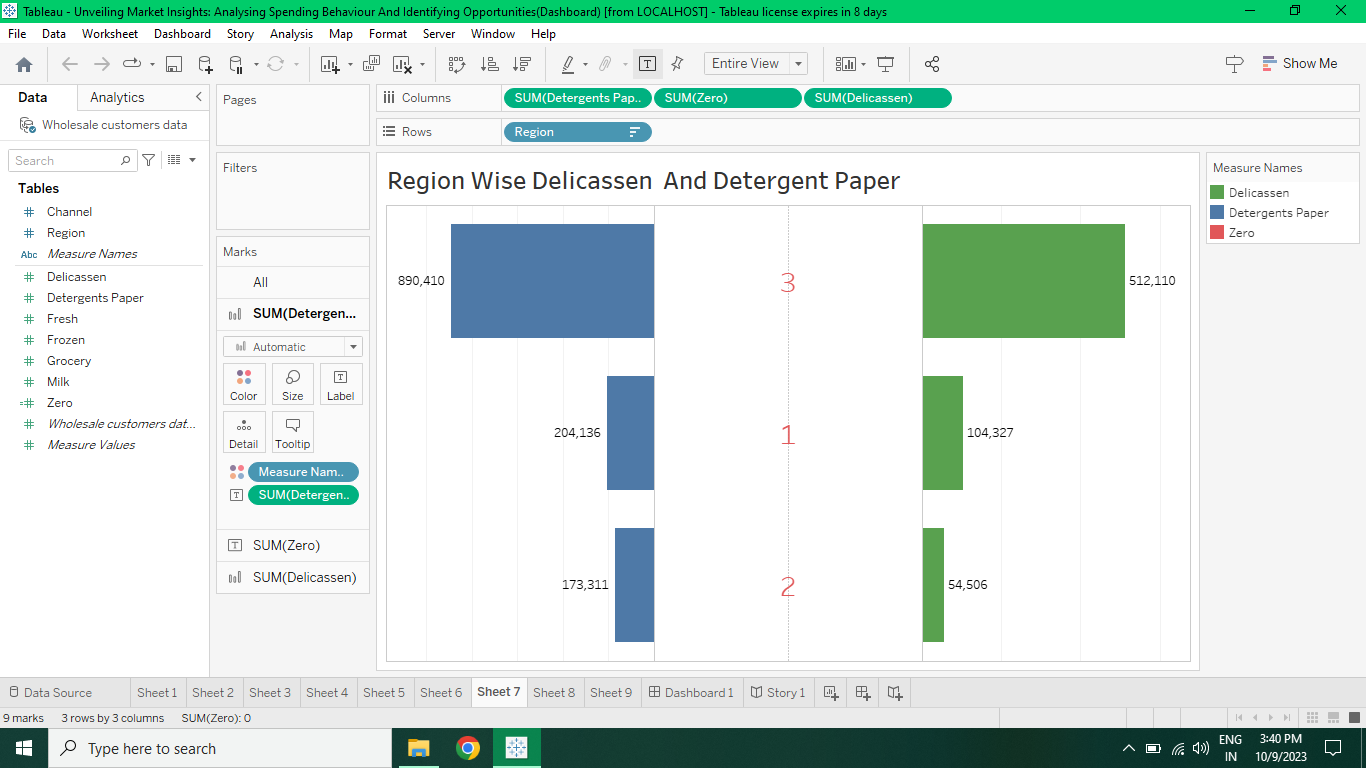 Tableau - Unveiling Market Insights: Analysing Spending Behaviour And Identifying Opportunities(Dashboard) [from LOCALHOST] - Tableau license expires in 8 days
File Data Worksheet Dashboard Story Analysis Map Format Server Window Help
Entire View
Show Me
Data Analytics
Wholesale customers data
Search
Tables
Channel
Region
Abc Measure Names
Delicassen
Detergents Paper
Fresh
Frozen
Grocery
Milk
Zero
Wholesale customers dat...
Measure Values
Pages
Filters
Marks
All
SUM(Detergen...
Automatic
Color Size Label
Detail Tooltip
Measure Nam..
SUM(Detergen..
SUM(Zero)
SUM(Delicassen)
Columns SUM(Detergents Pap.. SUM(Zero) SUM(Delicassen)
Rows Region
Region Wise Delicassen  And Detergent Paper
890,410 3 512,110
204,136 1 104,327
173,311 2 54,506
Measure Names
Delicassen
Detergents Paper
Zero
Data Source Sheet 1 Sheet 2 Sheet 3 Sheet 4 Sheet 5 Sheet 6 Sheet 7 Sheet 8 Sheet 9 Dashboard 1 Story 1
9 marks 3 rows by 3 columns SUM(Zero): 0
Type here to search
ENG
IN
3:40 PM
10/9/2023